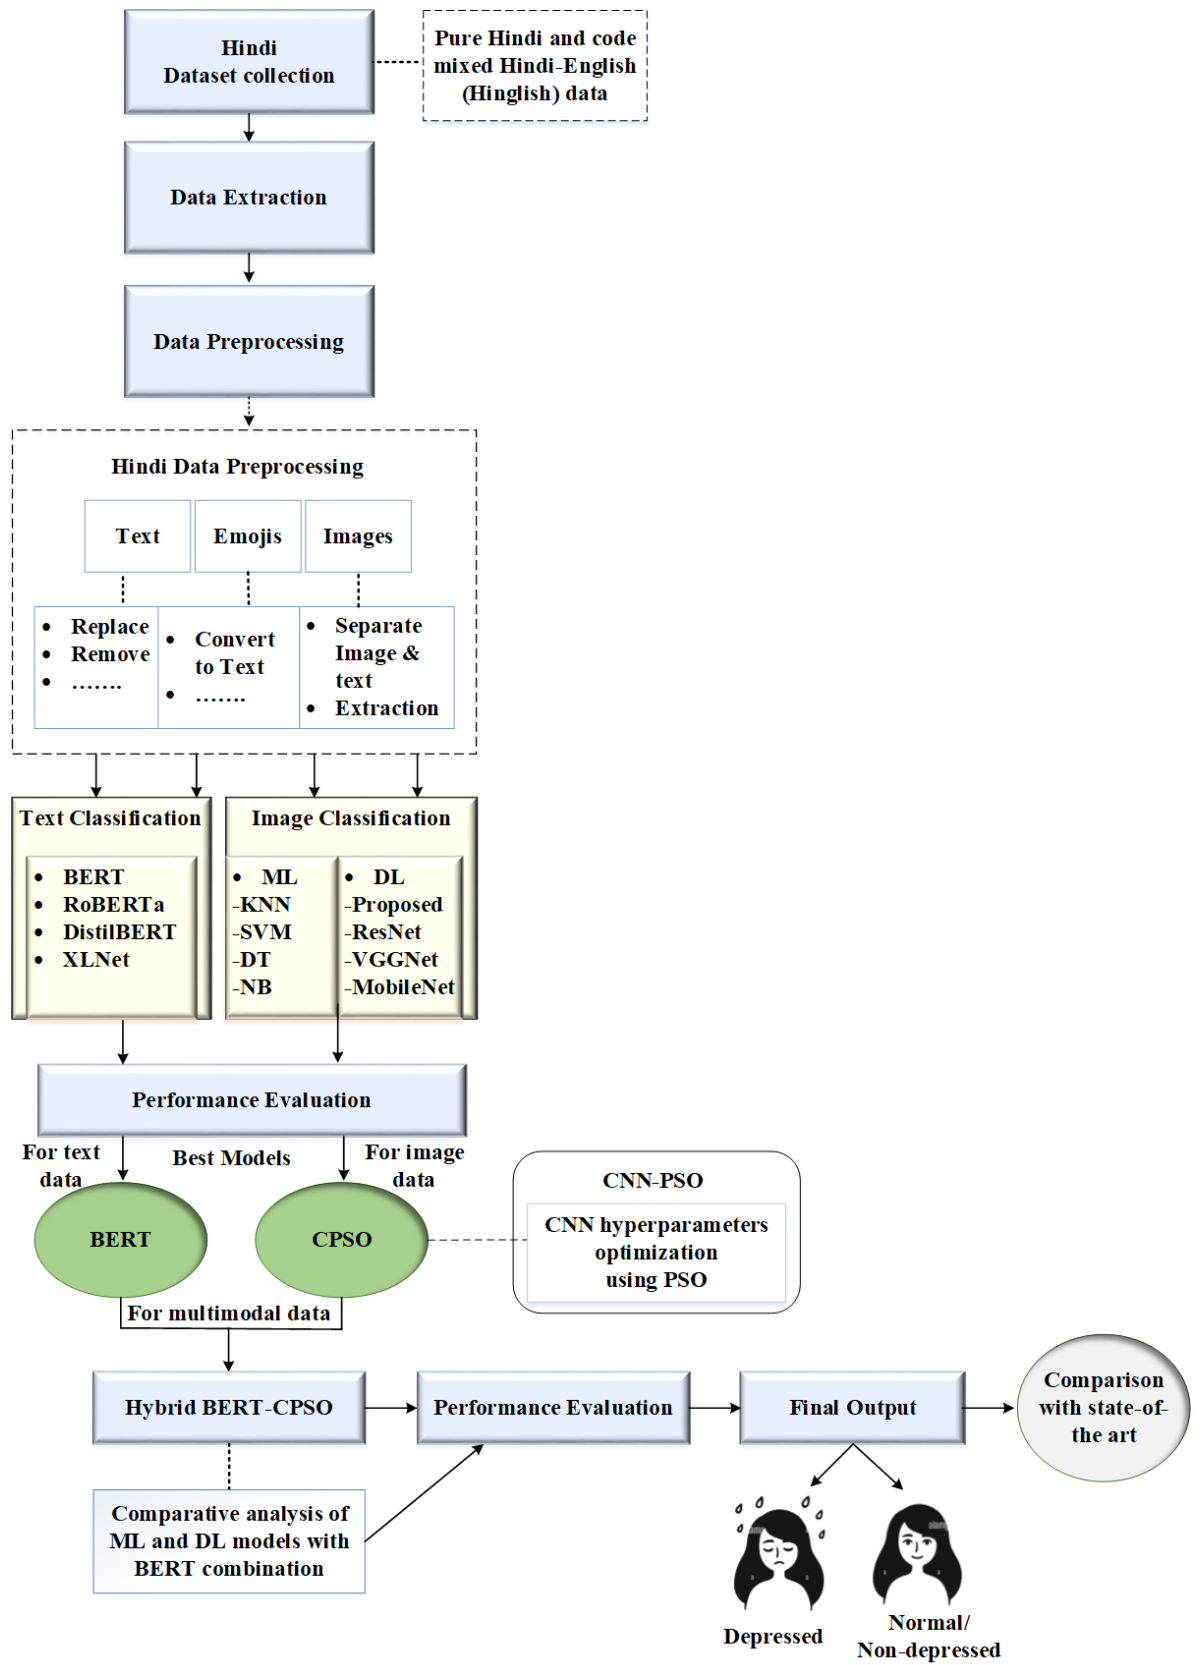 Hindi
Dataset collection
Pure Hindi and code
mixed Hindi-English
(Hinglish) data
Data Extraction
Data Preprocessing
Hindi Data Preprocessing
Text
Emojis
Images
• Replace
• Remove
• …….
• Convert
to Text
• …….
• Separate
Image &
text
• Extraction
Text Classification
• BERT
• RoBERTa
• DistilBERT
• XLNet
Image Classification
• ML
-KNN
-SVM
-DT
-NB
• DL
-Proposed
-ResNet
-VGGNet
-MobileNet
Performance Evaluation
For text
data
Best Models
For image
data
BERT
CPSO
CNN-PSO
CNN hyperparameters
optimization
using PSO
For multimodal data
Hybrid BERT-CPSO
Performance Evaluation
Final Output
Comparison
with state-of-
the art
Comparative analysis of
ML and DL models with
BERT combination
Depressed
Normal/
Non-depressed